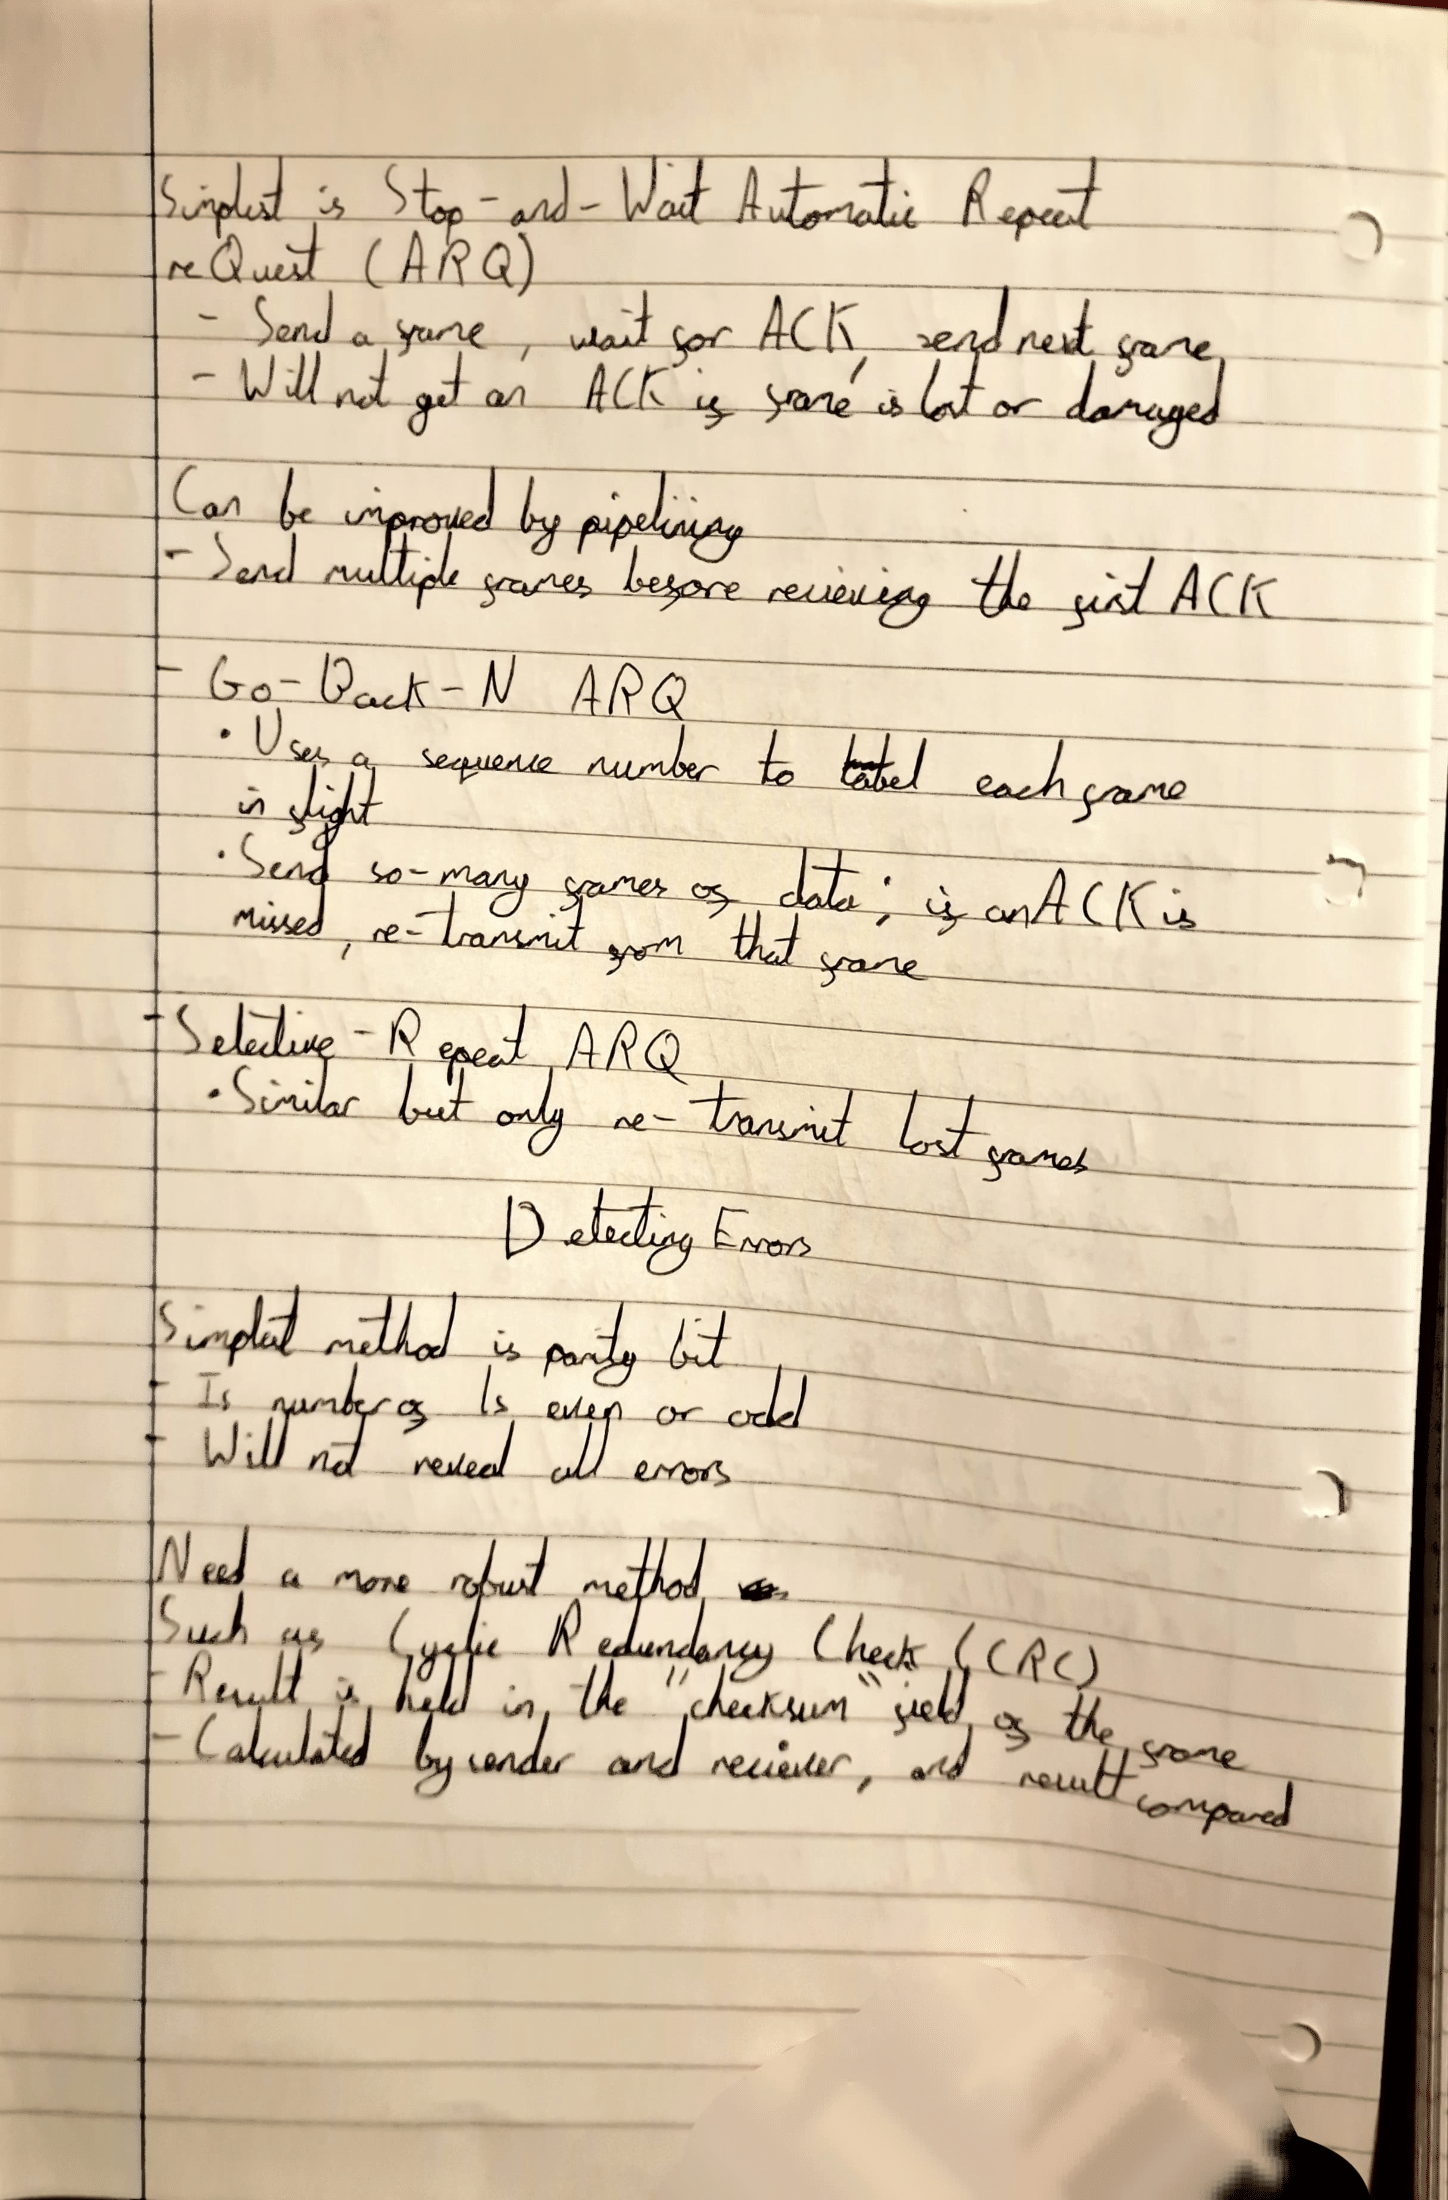 Simplest is Stop-and-Wait Automatic Repeat
reQuest (ARQ)
- Send a frame, wait for ACK, send next frame
- Will not get an ACK if frame is lost or damaged
Can be improved by pipelining
- Send multiple frames before recieving the first ACK
- Go-Back-N ARQ
• Uses a sequence number to label each frame
in flight
• Send so-many frames of data; if an ACK is
missed, re-transmit from that frame
- Selective-Repeat ARQ
• Similar but only re-transmit lost frames
Detecting Errors
Simplest method is parity bit
- Is number of 1s even or odd
- Will not reveal all errors
Need a more robust method
Such as Cyclic Redundancy Check (CRC)
- Result is held in the "checksum" field of the frame
- Calculated by sender and reciever, and result compared